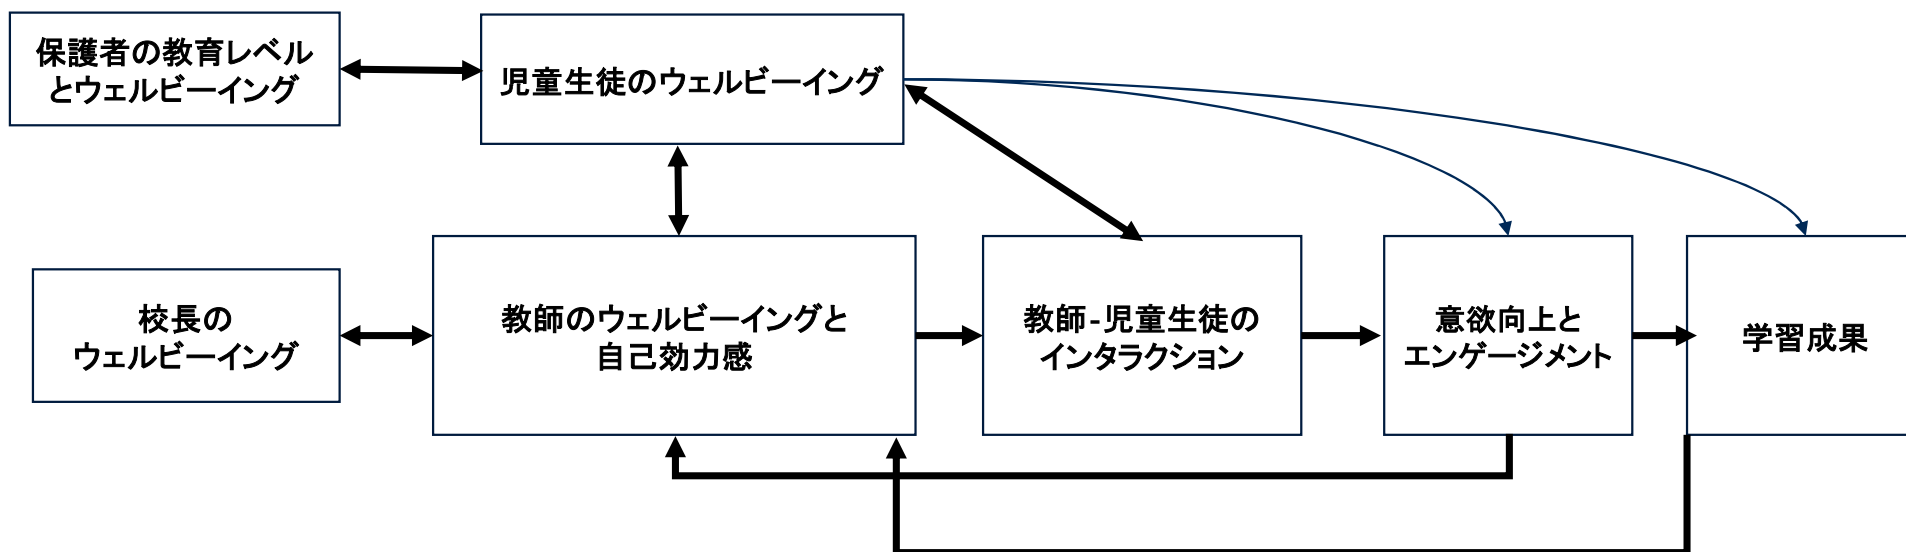 保護者の教育レベル
とウェルビーイング
児童生徒のウェルビーイング
校長の
ウェルビーイング
教師のウェルビーイングと
自己効力感
教師-児童生徒の
インタラクション
意欲向上と
エンゲージメント
学習成果